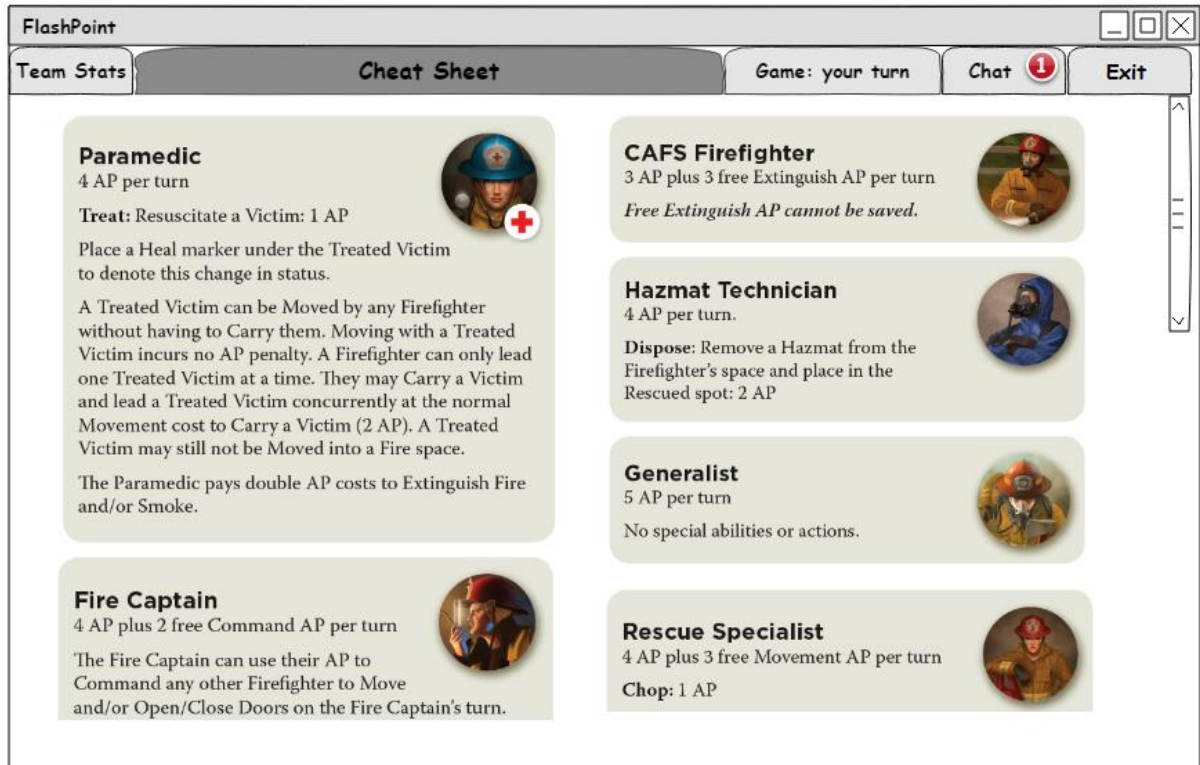 FlashPoint
Team Stats
Cheat Sheet
Game: your turn
Chat
1
Exit
Paramedic
4 AP per turn
Treat: Resuscitate a Victim: 1 AP
Place a Heal marker under the Treated Victim
to denote this change in status.
A Treated Victim can be Moved by any Firefighter
without having to Carry them. Moving with a Treated
Victim incurs no AP penalty. A Firefighter can only lead
one Treated Victim at a time. They may Carry a Victim
and lead a Treated Victim concurrently at the normal
Movement cost to Carry a Victim (2 AP). A Treated
Victim may still not be Moved into a Fire space.
The Paramedic pays double AP costs to Extinguish Fire
and/or Smoke.
Fire Captain
4 AP plus 2 free Command AP per turn
The Fire Captain can use their AP to
Command any other Firefighter to Move
and/or Open/Close Doors on the Fire Captain's turn.
CAFS Firefighter
3 AP plus 3 free Extinguish AP per turn
Free Extinguish AP cannot be saved.
Hazmat Technician
4 AP per turn.
Dispose: Remove a Hazmat from the
Firefighter's space and place in the
Rescued spot: 2 AP
Generalist
5 AP per turn
No special abilities or actions.
Rescue Specialist
4 AP plus 3 free Movement AP per turn
Chop: 1 AP